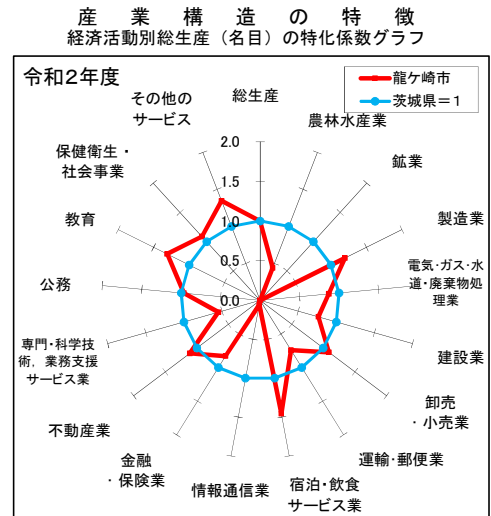 産業構造の特徴
経済活動別総生産（名目）の特化係数グラフ
令和2年度
龍ケ崎市
茨城県＝1
総生産
農林水産業
鉱業
製造業
電気･ガス･水
道･廃棄物処
理業
建設業
卸売
・小売業
運輸･郵便業
宿泊・飲食
サービス業
情報通信業
金融
・保険業
不動産業
専門・科学技
術，業務支援
サービス業
公務
教育
保健衛生・
社会事業
その他の
サービス
2.0
1.5
1.0
0.5
0.0